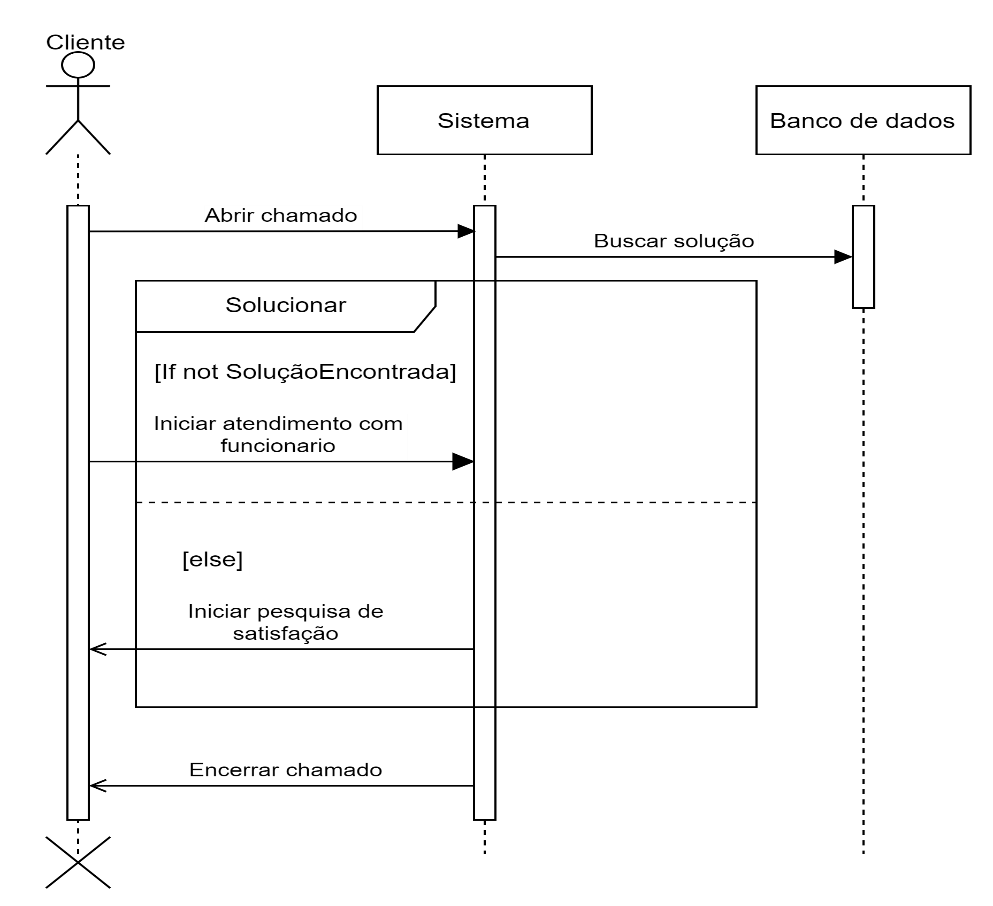 Cliente
Sistema
Banco de dados
Abrir chamado
Buscar solução
Solucionar
[If not SoluçãoEncontrada]
Iniciar atendimento com
funcionario
[else]
Iniciar pesquisa de
satisfação
Encerrar chamado